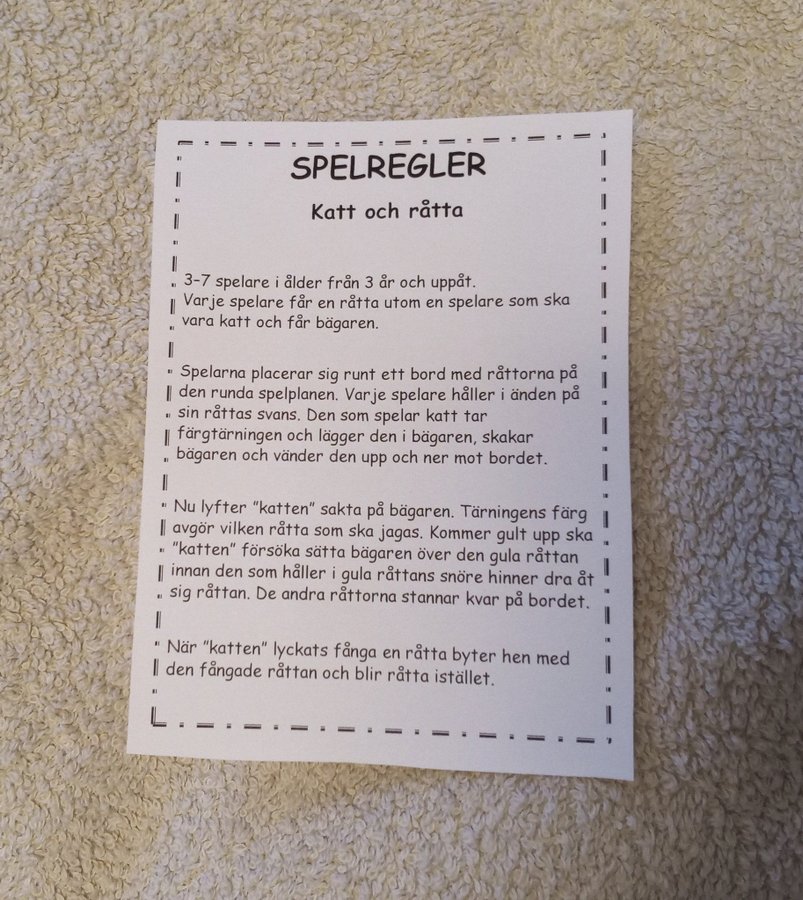 SPELREGLER
Katt och råtta
3-7 spelare i ålder från 3 år och uppåt.
Varje spelare får en råtta utom en spelare som ska
vara katt och får bägaren.
Spelarna placerar sig runt ett bord med råttorna på
den runda spelplanen. Varje spelare håller i änden på
sin råttas svans. Den som spelar katt tar
färgtärningen och lägger den i bägaren, skakar
bägaren och vänder den upp och ner mot bordet.
Nu lyfter ”katten” sakta på bägaren. Tärningens färg
avgör vilken råtta som ska jagas. Kommer gult upp ska
”katten” försöka sätta bägaren över den gula råttan
innan den som håller i gula råttans snöre hinner dra åt
sig råttan. De andra råttorna stannar kvar på bordet.
När ”katten” lyckats fånga en råtta byter hen med
den fångade råttan och blir råtta istället.